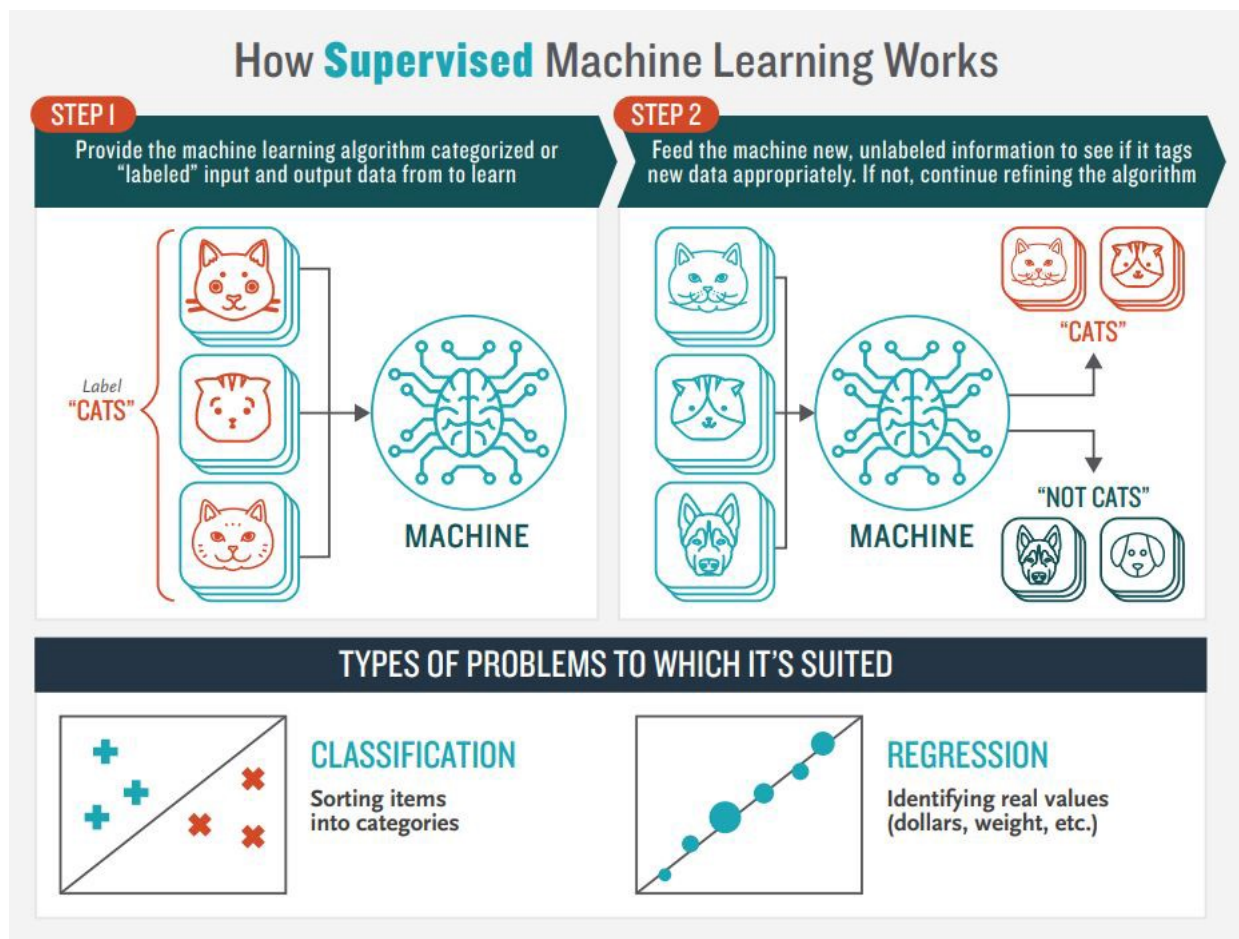 How Supervised Machine Learning Works
STEP 1
Provide the machine learning algorithm categorized or
“labeled” input and output data from to learn
STEP 2
Feed the machine new, unlabeled information to see if it tags
new data appropriately. If not, continue refining the algorithm
Label
“CATS”
MACHINE
MACHINE
“CATS”
“NOT CATS”
TYPES OF PROBLEMS TO WHICH IT’S SUITED
CLASSIFICATION
Sorting items
into categories
REGRESSION
Identifying real values
(dollars, weight, etc.)